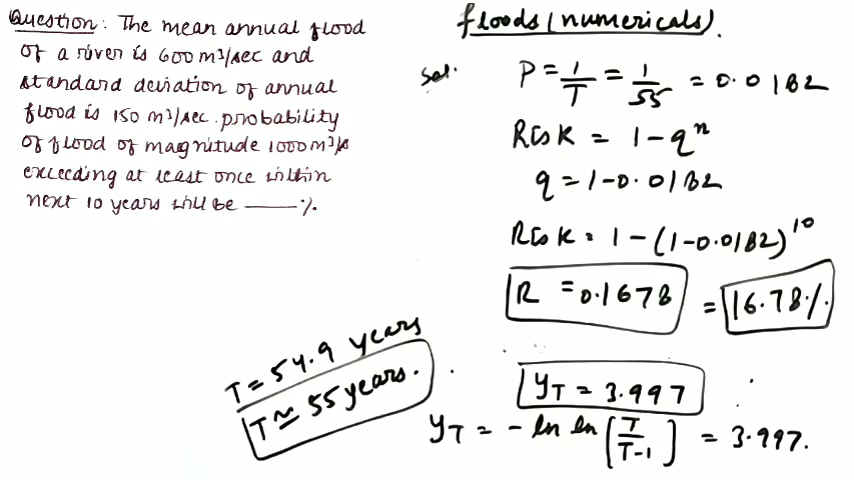 Question: The mean annual flood
of a river is 600 m³/sec and
standard deviation of annual
flood is 150 m³/sec. probability
of flood of magnitude 1000 m³/s
exceeding at least once within
next 10 years will be ____ %.
floods (numericals).
Sol.
P = 1/T = 1/55 = 0.0182
Risk = 1 - qⁿ
q = 1 - 0.0182
Risk = 1 - (1 - 0.0182)¹⁰
R = 0.1678 = 16.78%
T = 54.9 years
T ≃ 55 years.
Y_T = 3.997
Y_T = - ln ln [T/T-1] = 3.997.